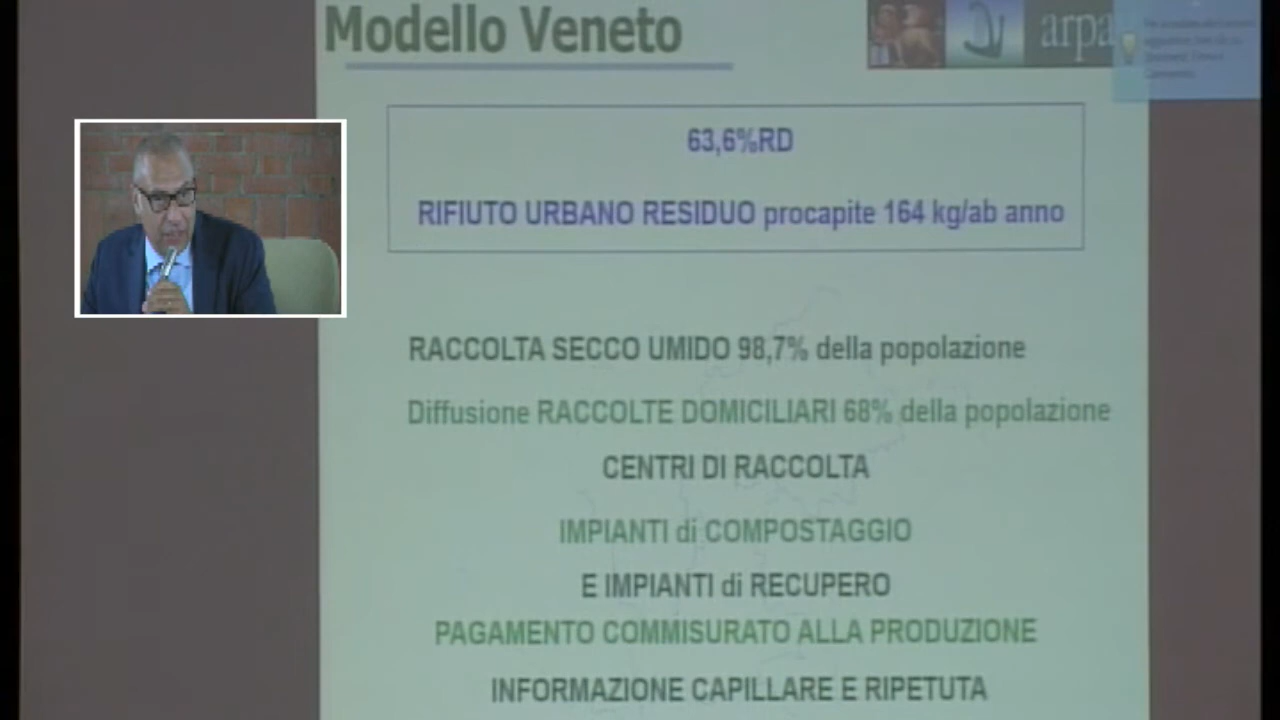 Modello Veneto
arpa
63,6%RD
RIFIUTO URBANO RESIDUO procapite 164 kg/ab anno
RACCOLTA SECCO UMIDO 98,7% della popolazione
Diffusione RACCOLTE DOMICILIARI 68% della popolazione
CENTRI DI RACCOLTA
IMPIANTI di COMPOSTAGGIO
E IMPIANTI di RECUPERO
PAGAMENTO COMMISURATO ALLA PRODUZIONE
INFORMAZIONE CAPILLARE E RIPETUTA